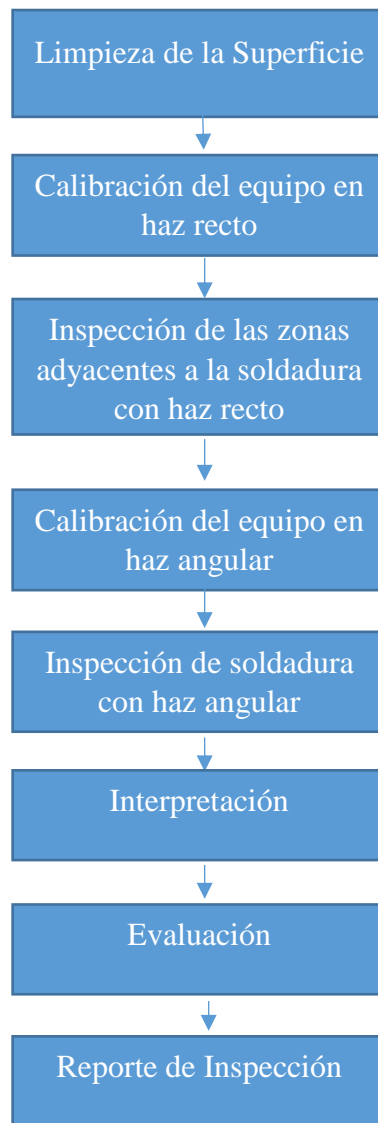 Limpieza de la Superficie
Calibración del equipo en
haz recto
Inspección de las zonas
adyacentes a la soldadura
con haz recto
Calibración del equipo en
haz angular
Inspección de soldadura
con haz angular
Interpretación
Evaluación
Reporte de Inspección